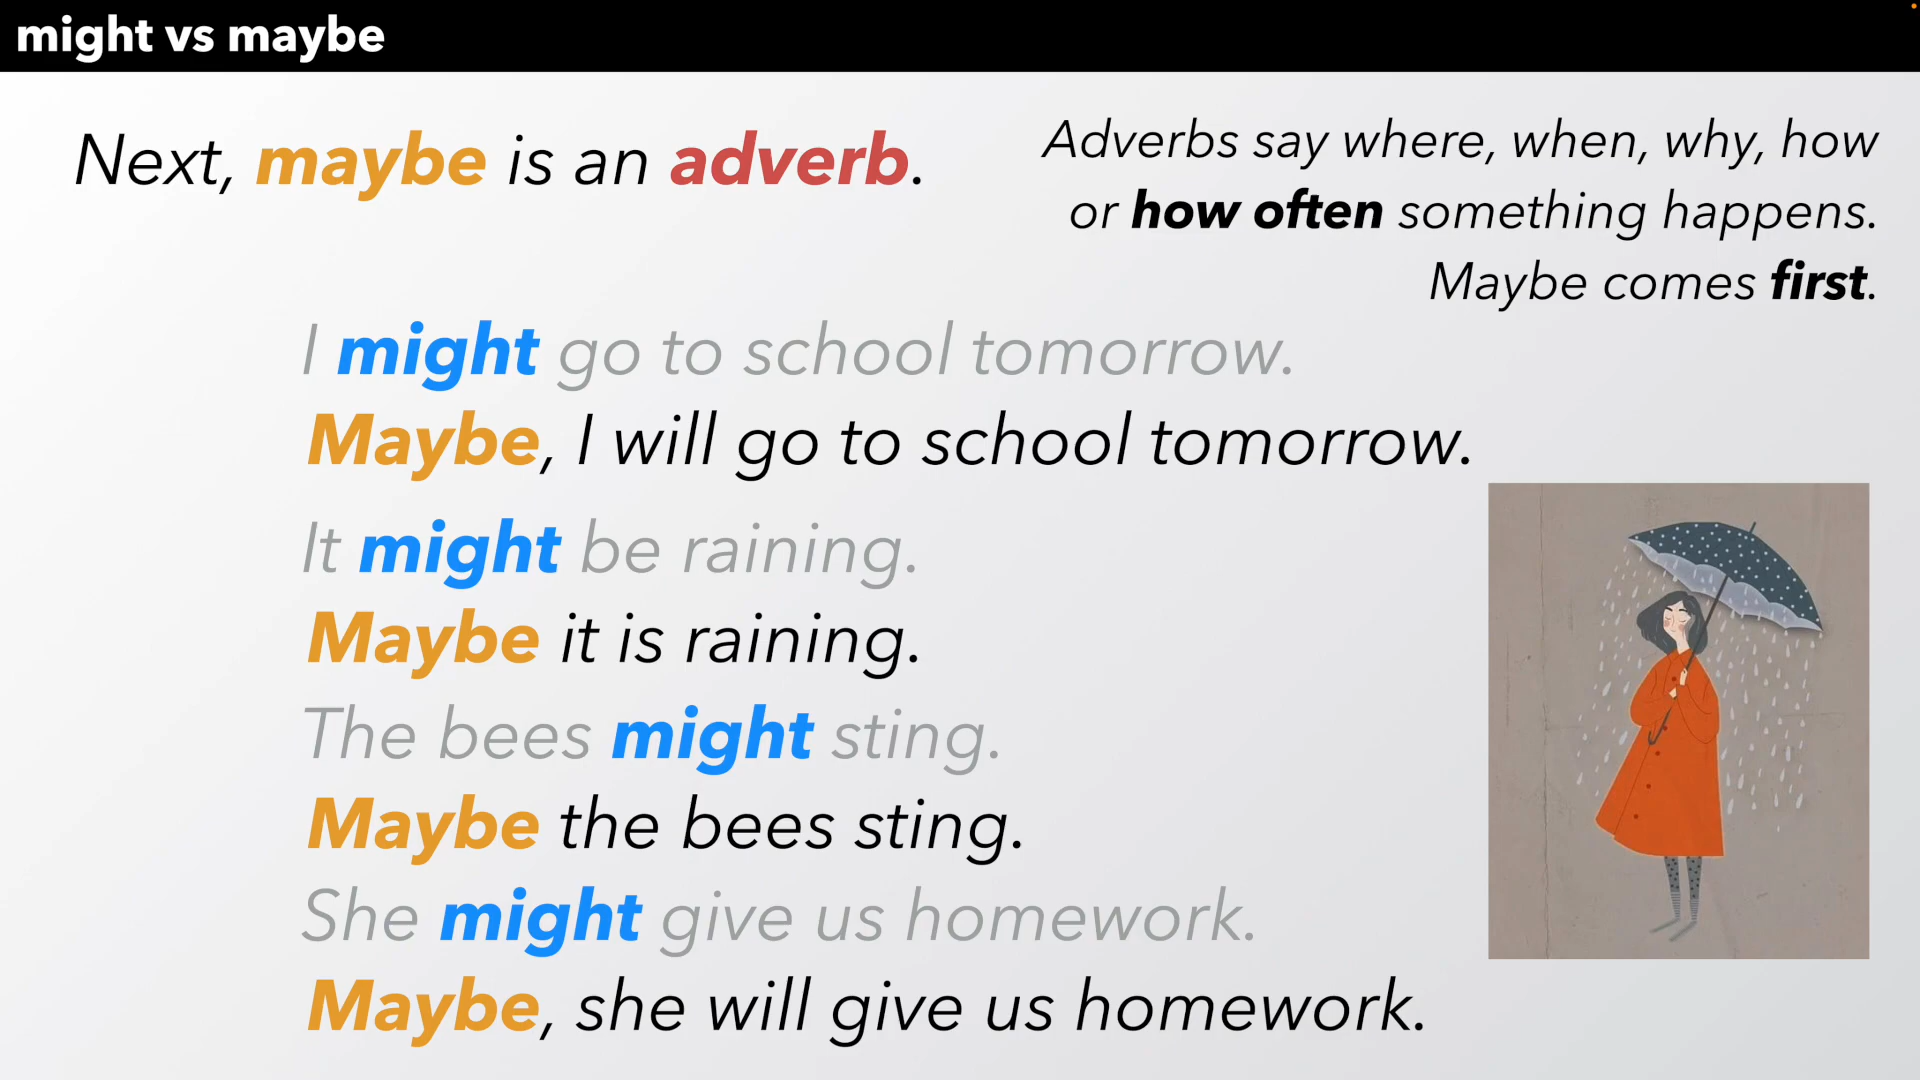 might vs maybe
Next, maybe is an adverb.
Adverbs say where, when, why, how
or how often something happens.
Maybe comes first.
I might go to school tomorrow.
Maybe, I will go to school tomorrow.
It might be raining.
Maybe it is raining.
The bees might sting.
Maybe the bees sting.
She might give us homework.
Maybe, she will give us homework.